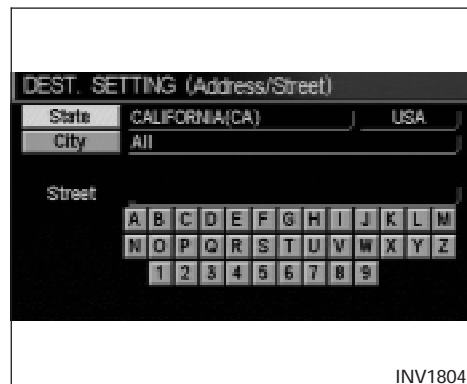 DEST. SETTING (Address/Street)
State CALIFORNIA(CA) USA
City All
Street
A B C D E F G H I J K L M
N O P Q R S T U V W X Y Z
1 2 3 4 5 6 7 8 9
INV1804